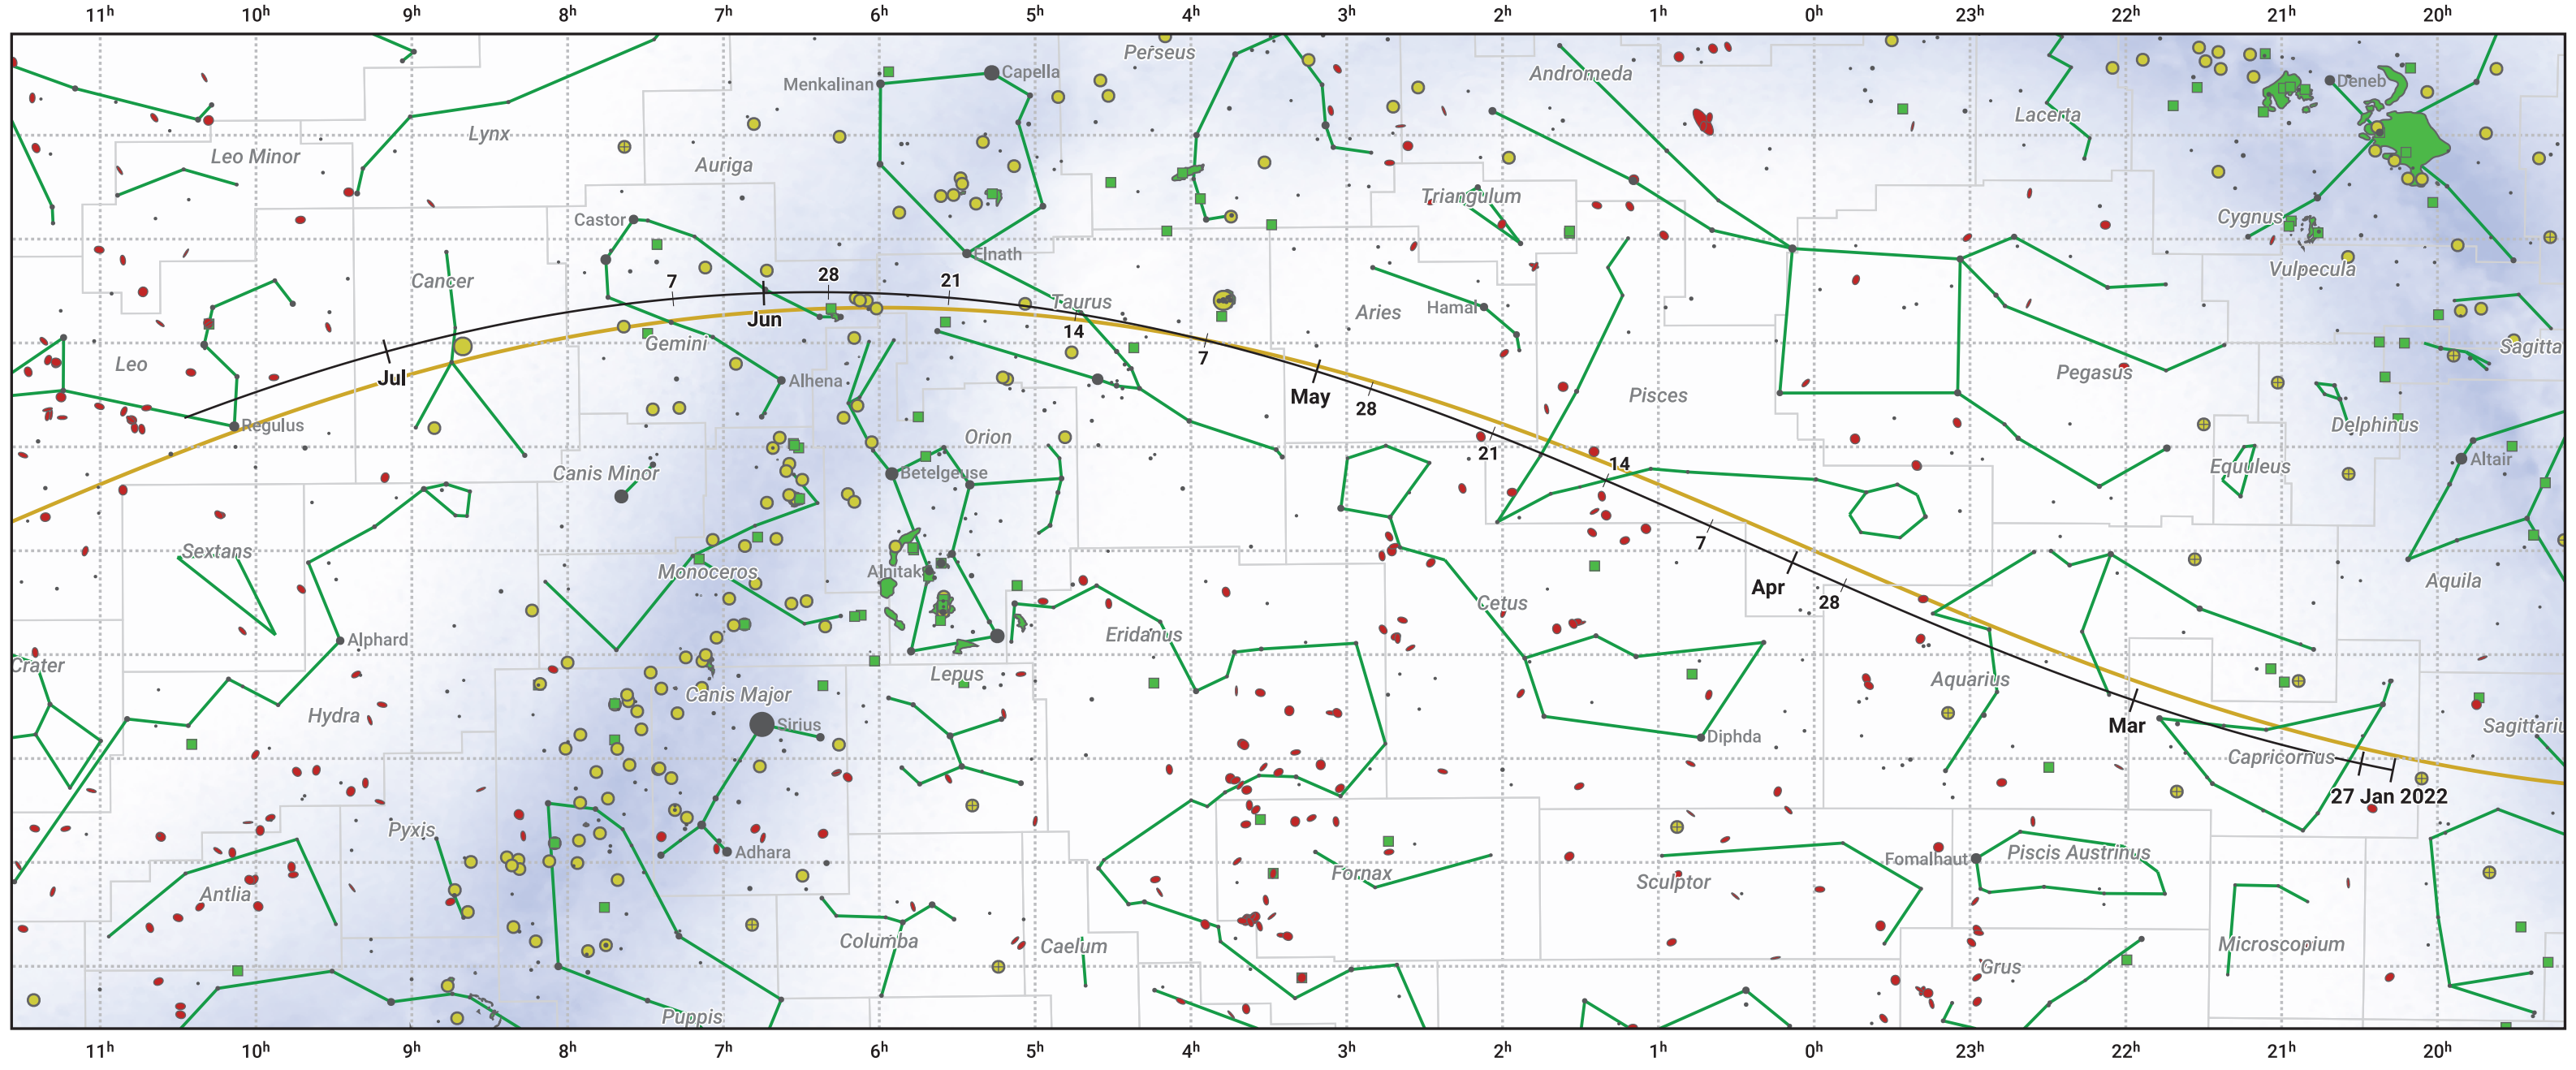 11h 10h 9h 8h 7h 6h 5h 4h 3h 2h 1h 0h 23h 22h 21h 20h
Perseus
Capella
Andromeda
Menkalinan
Deneb
Lacerta
Lynx
Leo Minor
Auriga
Triangulum
Castor
Cygnus
Elnath
Vulpecula
Cancer
7
28
21
Taurus
Hamal
Aries
Jun
14
Gemini
7
Sagitta
Leo
Jul
Alhena
Pegasus
May
Pisces
28
Regulus
Delphinus
Orion
21
Altair
14
Equuleus
Canis Minor
Betelgeuse
7
Sextans
Monoceros
Alnitak
Aquila
Apr
28
Cetus
Eridanus
Alphard
Crater
Lepus
Aquarius
Canis Major
Hydra
Sirius
Mar
Diphda
Sagittariu
Capricornus
27 Jan 2022
Pyxis
Adhara
Fomalhaut
Piscis Austrinus
Fornax
Sculptor
Antlia
Columba
Caelum
Microscopium
Grus
Puppis
11h 10h 9h 8h 7h 6h 5h 4h 3h 2h 1h 0h 23h 22h 21h 20h